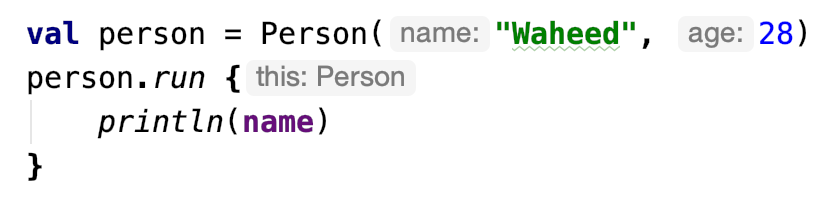 val person = Person( name: "Waheed", age: 28)
person.run { this: Person
    println(name)
}